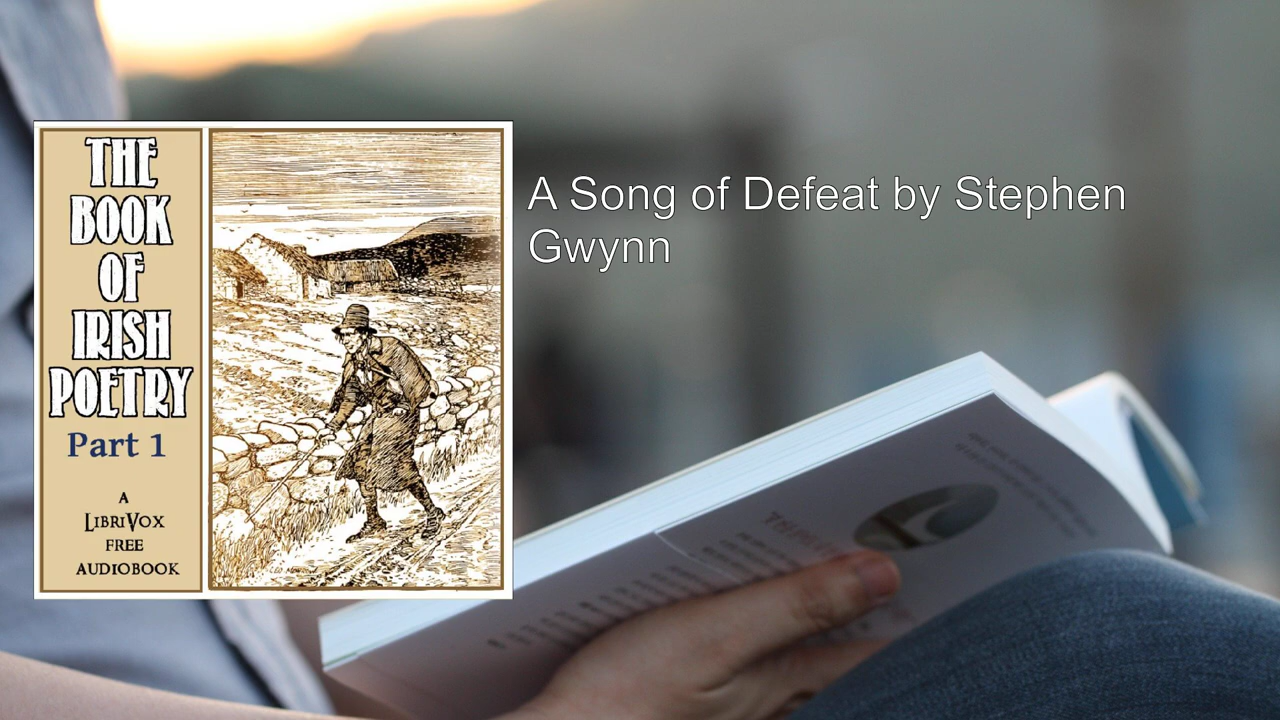 THE
BOOK
OF
IRISH
POETRY
Part 1
A
LIBRIVOX
FREE
AUDIOBOOK
A Song of Defeat by Stephen
Gwynn